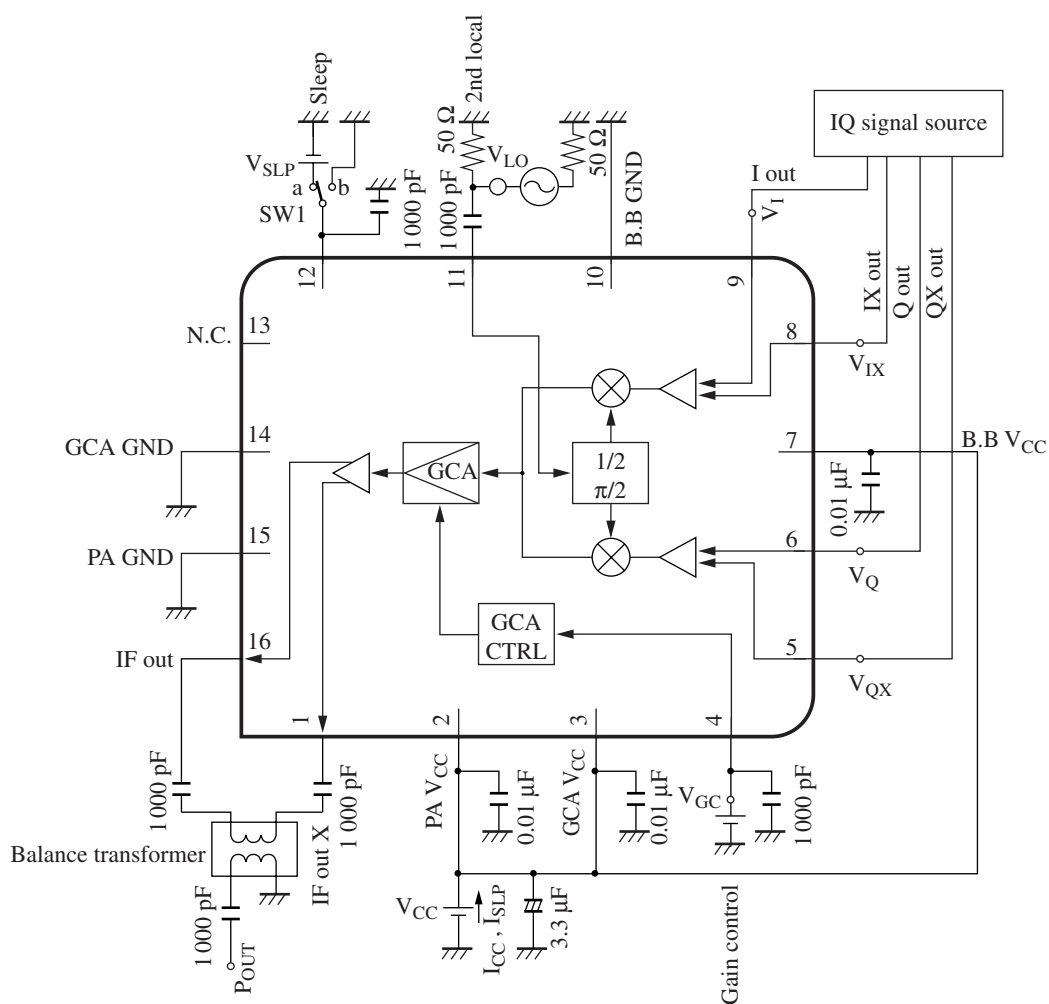 Sleep
2nd local
IQ signal source
50 Ω
V_LO
50 Ω
V_SLP
a
b
SW1
1 000 pF
1 000 pF
B.B GND
I out
V_I
IX out
Q out
QX out
12
11
10
9
N.C.
13
8
V_IX
GCA GND
14
7
B.B V_CC
GCA
1/2
π/2
0.01 μF
PA GND
15
6
V_Q
GCA
CTRL
IF out
16
5
V_QX
1
2
3
4
1 000 pF
1 000 pF
PA V_CC
0.01 μF
GCA V_CC
0.01 μF
V_GC
1 000 pF
Balance transformer
IF out X
1 000 pF
P_OUT
V_CC
I_CC , I_SLP
3.3 μF
Gain control